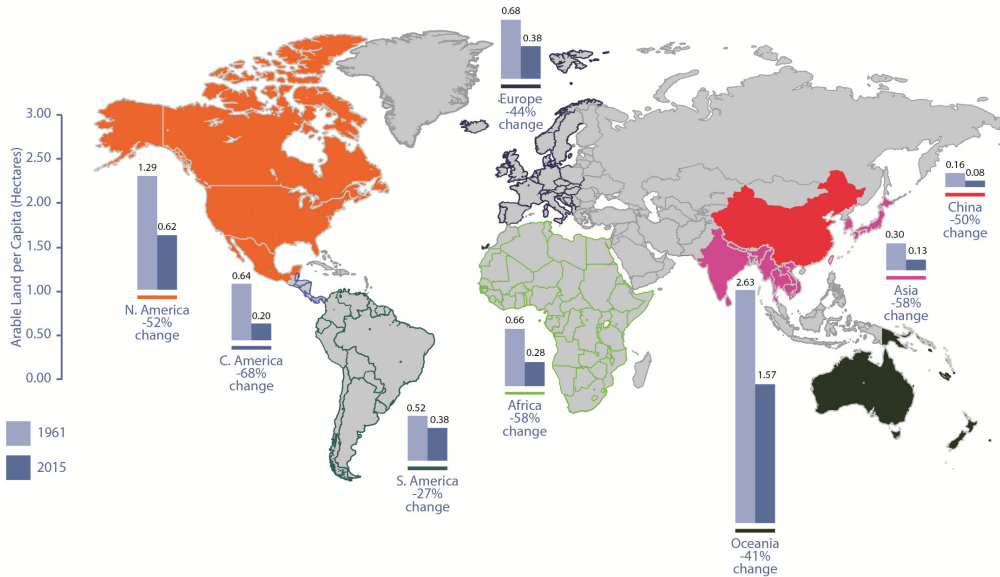 0.68
0.38
Europe
-44%
change
Arable Land per Capita (Hectares)
3.00
2.50
2.00
1.50
1.00
0.50
0.00
1.29
0.62
N. America
-52%
change
0.64
0.20
C. America
-68%
change
0.52
0.38
S. America
-27%
change
0.66
0.28
Africa
-58%
change
0.16
0.08
China
-50%
change
0.30
0.13
Asia
-58%
change
2.63
1.57
Oceania
-41%
change
1961
2015